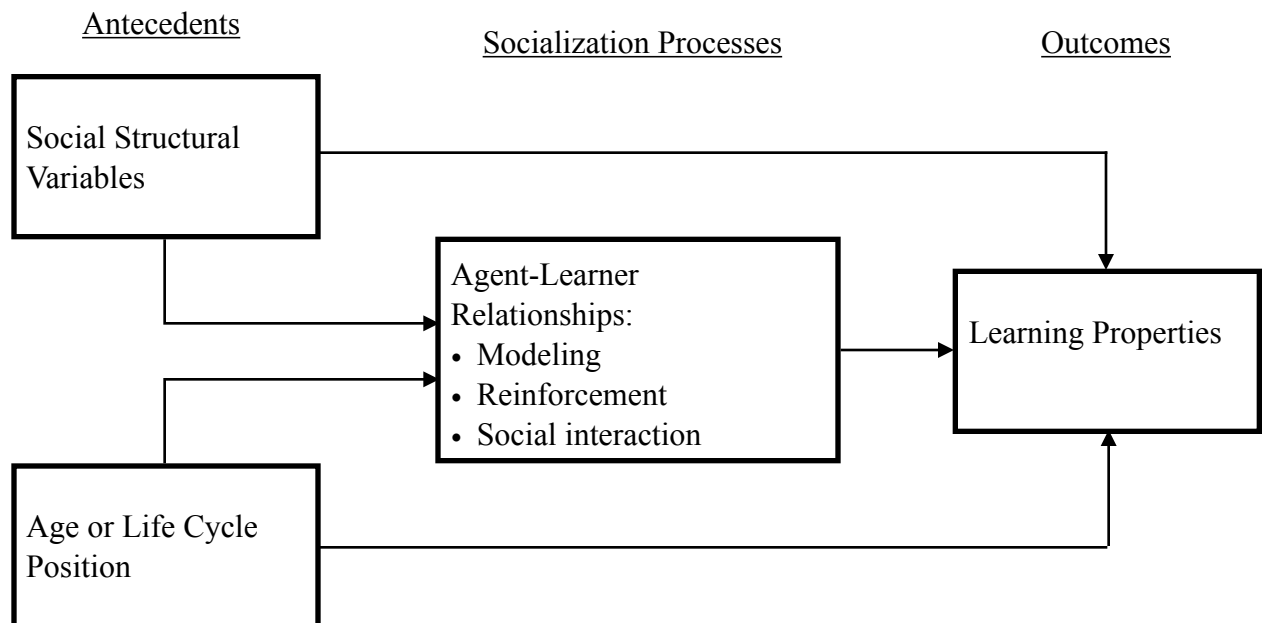 Antecedents
Socialization Processes
Outcomes
Social Structural
Variables
Agent-Learner
Relationships:
• Modeling
• Reinforcement
• Social interaction
Learning Properties
Age or Life Cycle
Position